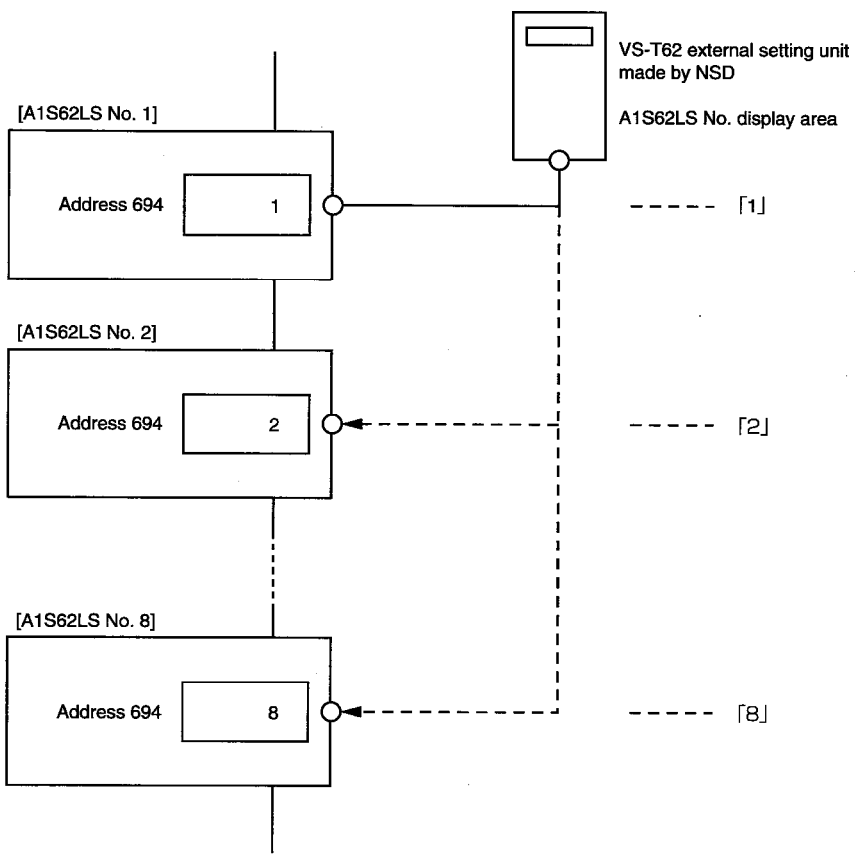 VS-T62 external setting unit
made by NSD
A1S62LS No. display area
[A1S62LS No. 1]
Address 694 1
「1」
[A1S62LS No. 2]
Address 694 2
「2」
[A1S62LS No. 8]
Address 694 8
「8」